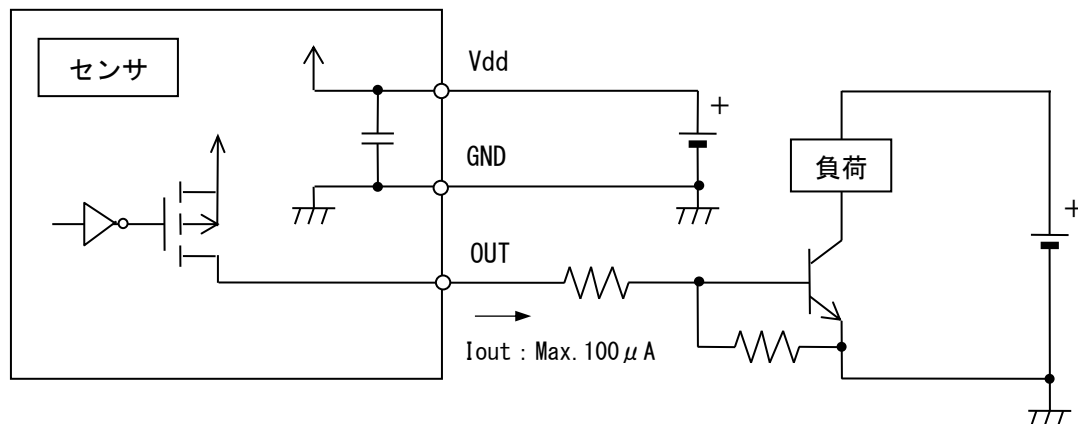 センサ
Vdd
+
GND
負荷
+
OUT
Iout : Max. 100μA